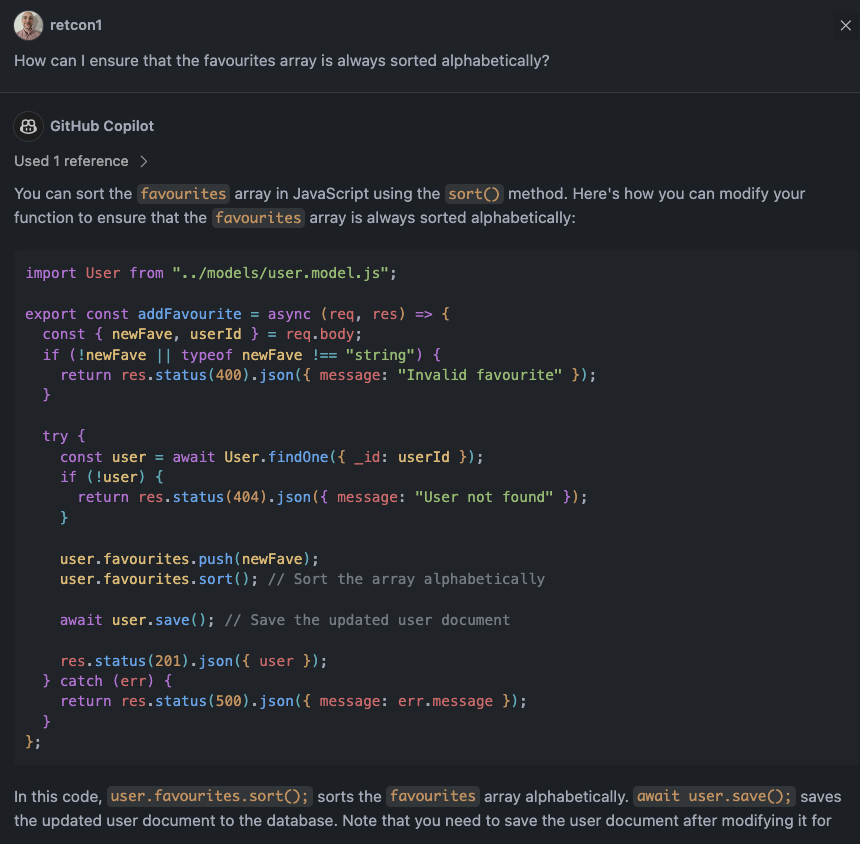 retcon1
How can I ensure that the favourites array is always sorted alphabetically?
GitHub Copilot
Used 1 reference
You can sort the favourites array in JavaScript using the sort() method. Here's how you can modify your
function to ensure that the favourites array is always sorted alphabetically:
import User from "../models/user.model.js";
export const addFavourite = async (req, res) => {
  const { newFave, userId } = req.body;
  if (!newFave || typeof newFave !== "string") {
    return res.status(400).json({ message: "Invalid favourite" });
  }
  try {
    const user = await User.findOne({ _id: userId });
    if (!user) {
      return res.status(404).json({ message: "User not found" });
    }
    user.favourites.push(newFave);
    user.favourites.sort(); // Sort the array alphabetically
    await user.save(); // Save the updated user document
    res.status(201).json({ user });
  } catch (err) {
    return res.status(500).json({ message: err.message });
  }
};
In this code, user.favourites.sort(); sorts the favourites array alphabetically. await user.save(); saves
the updated user document to the database. Note that you need to save the user document after modifying it for